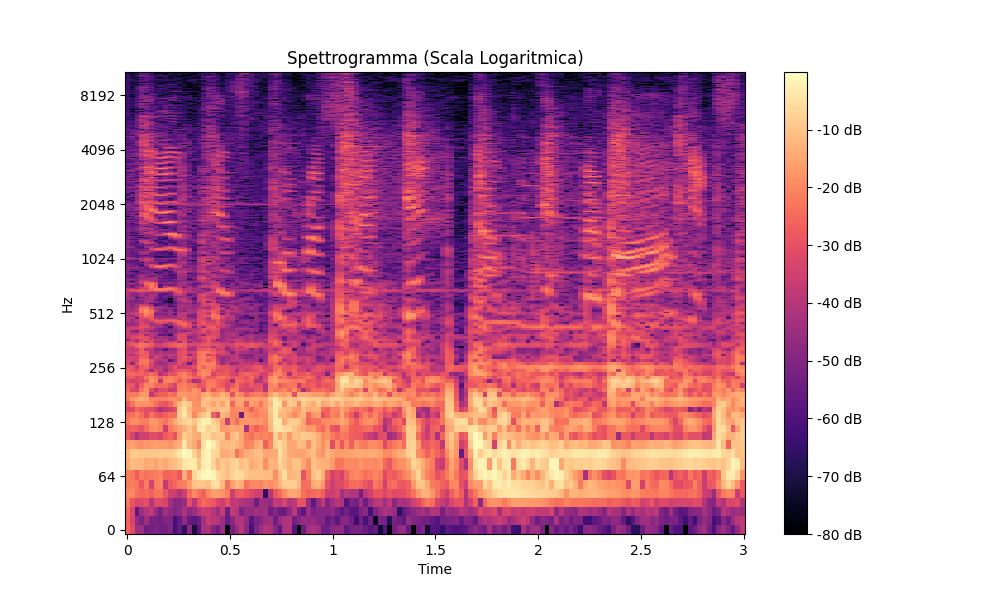 Spettrogramma (Scala Logaritmica)
Hz
8192
4096
2048
1024
512
256
128
64
0
0 0.5 1 1.5 2 2.5 3
Time
-10 dB
-20 dB
-30 dB
-40 dB
-50 dB
-60 dB
-70 dB
-80 dB